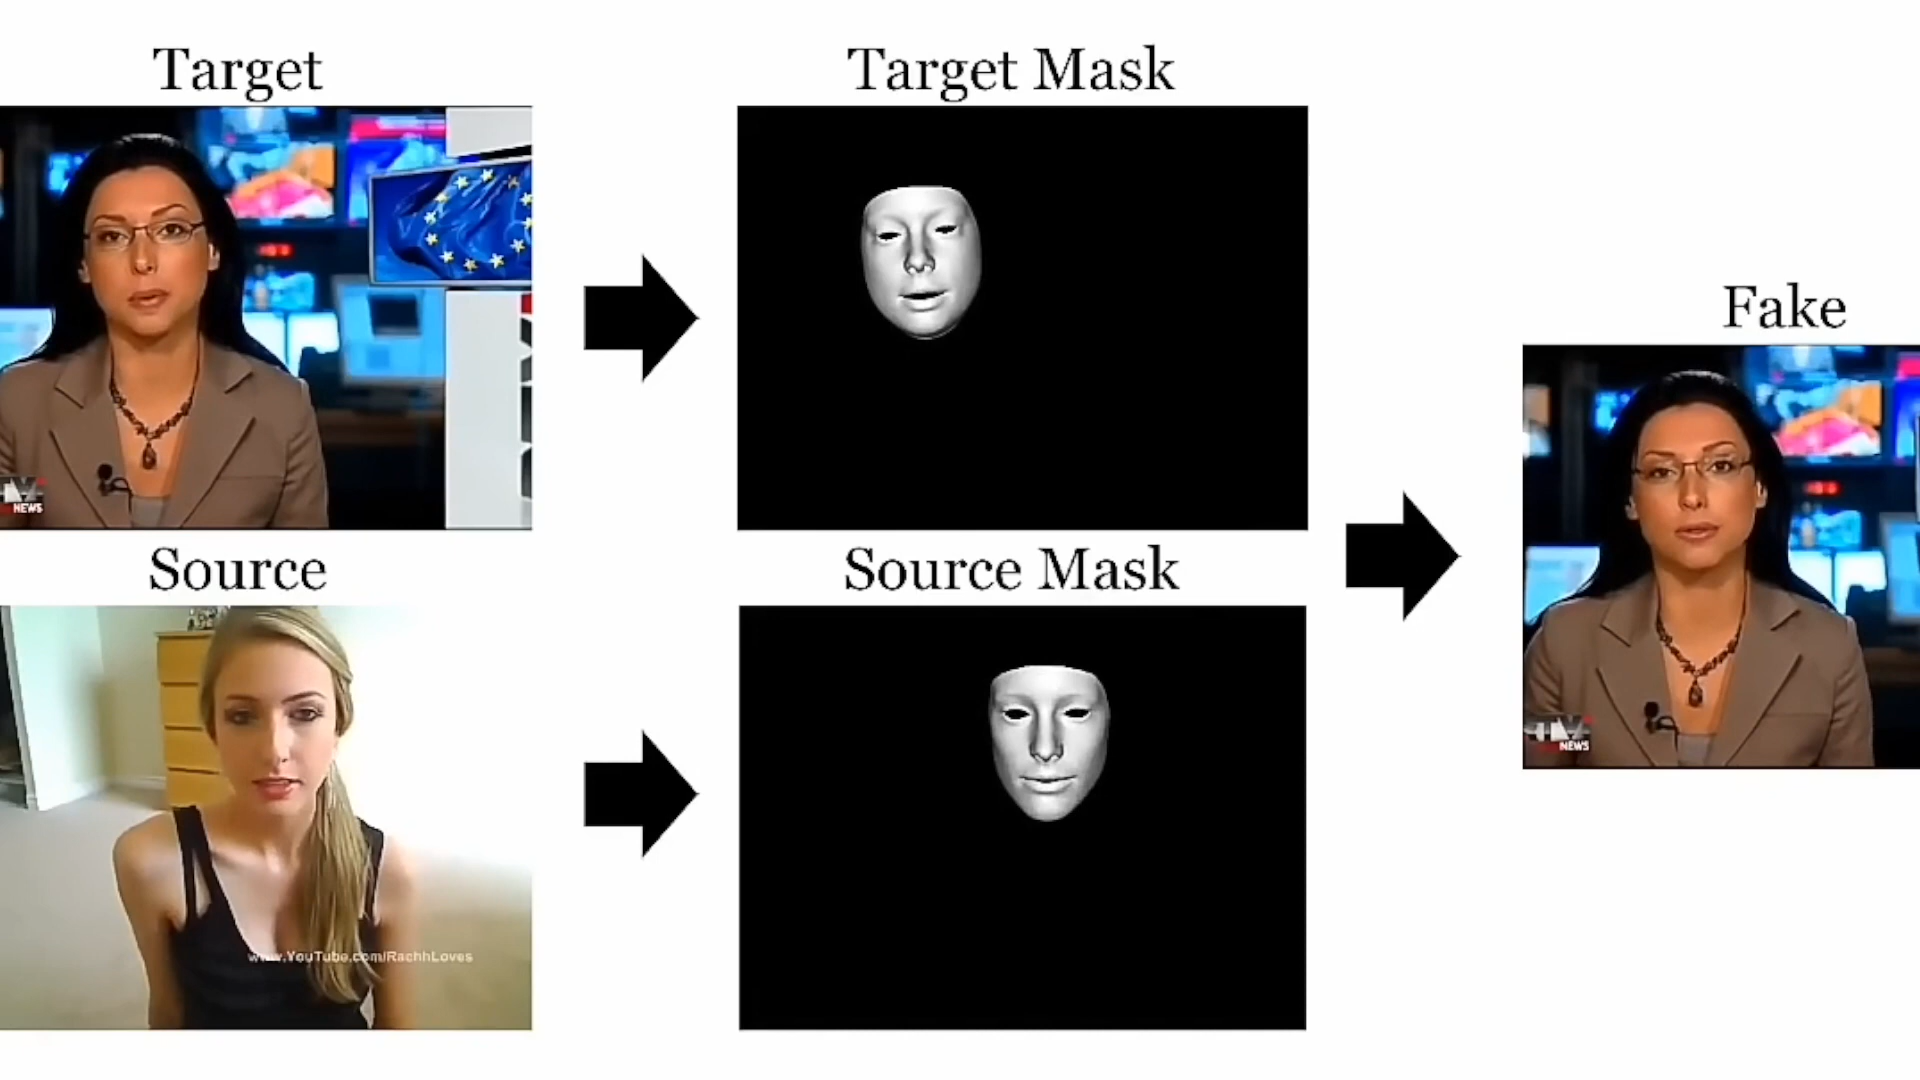 Target
Target Mask
NEWS
Source
Source Mask
www.YouTube.com/RachhLoves
Fake
NEWS